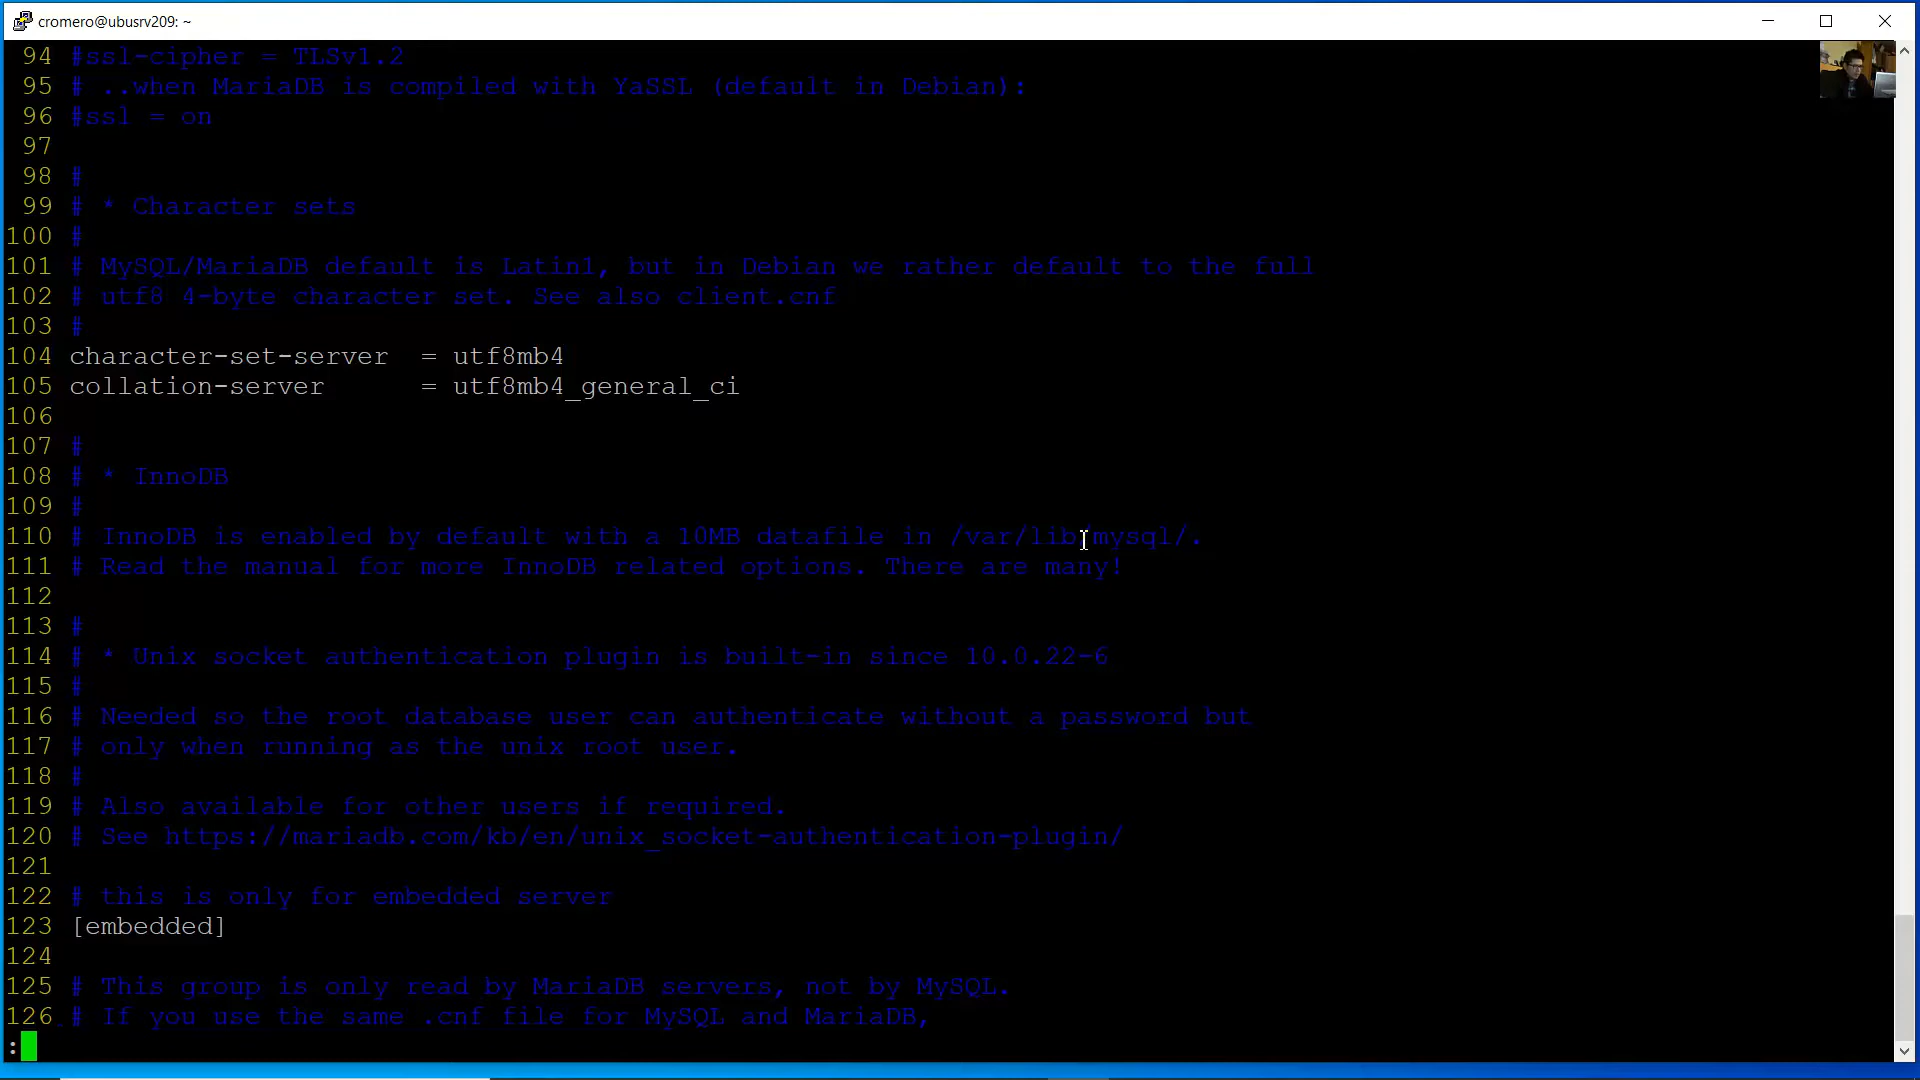 cromero@ubusrv209: ~
94 #ssl-cipher = TLSv1.2
95 # ..when MariaDB is compiled with YaSSL (default in Debian):
96 #ssl = on
97
98 #
99 # * Character sets
100 #
101 # MySQL/MariaDB default is Latin1, but in Debian we rather default to the full
102 # utf8 4-byte character set. See also client.cnf
103 #
104 character-set-server  = utf8mb4
105 collation-server      = utf8mb4_general_ci
106
107 #
108 # * InnoDB
109 #
110 # InnoDB is enabled by default with a 10MB datafile in /var/lib/mysql/.
111 # Read the manual for more InnoDB related options. There are many!
112
113 #
114 # * Unix socket authentication plugin is built-in since 10.0.22-6
115 #
116 # Needed so the root database user can authenticate without a password but
117 # only when running as the unix root user.
118 #
119 # Also available for other users if required.
120 # See https://mariadb.com/kb/en/unix_socket-authentication-plugin/
121
122 # this is only for embedded server
123 [embedded]
124
125 # This group is only read by MariaDB servers, not by MySQL.
126 # If you use the same .cnf file for MySQL and MariaDB,
: